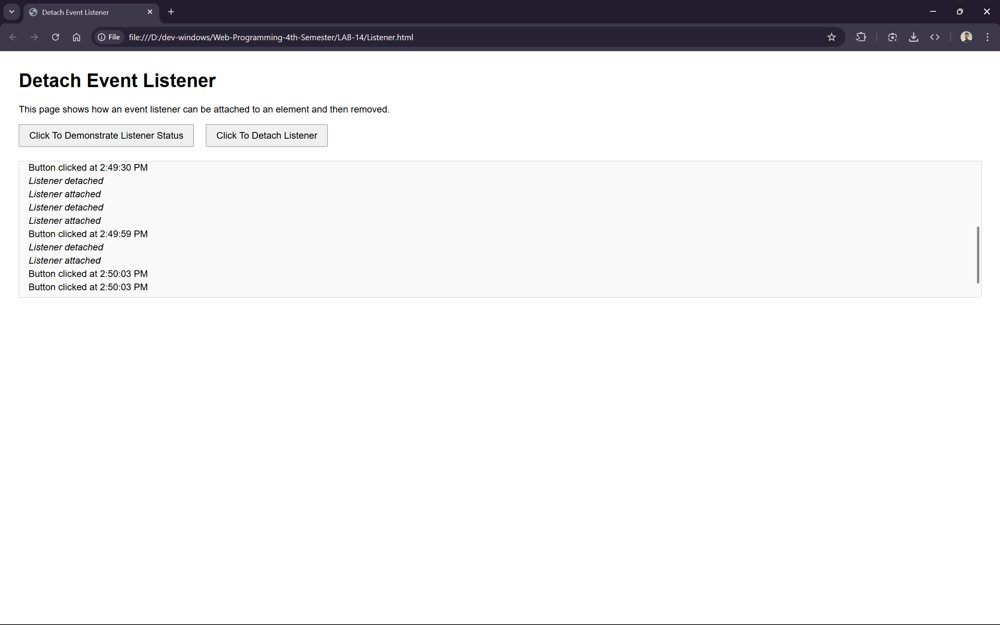 Detach Event Listener
File file:///D:/dev-windows/Web-Programming-4th-Semester/LAB-14/Listener.html
Detach Event Listener
This page shows how an event listener can be attached to an element and then removed.
Click To Demonstrate Listener Status Click To Detach Listener
Button clicked at 2:49:30 PM
Listener detached
Listener attached
Listener detached
Listener attached
Button clicked at 2:49:59 PM
Listener detached
Listener attached
Button clicked at 2:50:03 PM
Button clicked at 2:50:03 PM